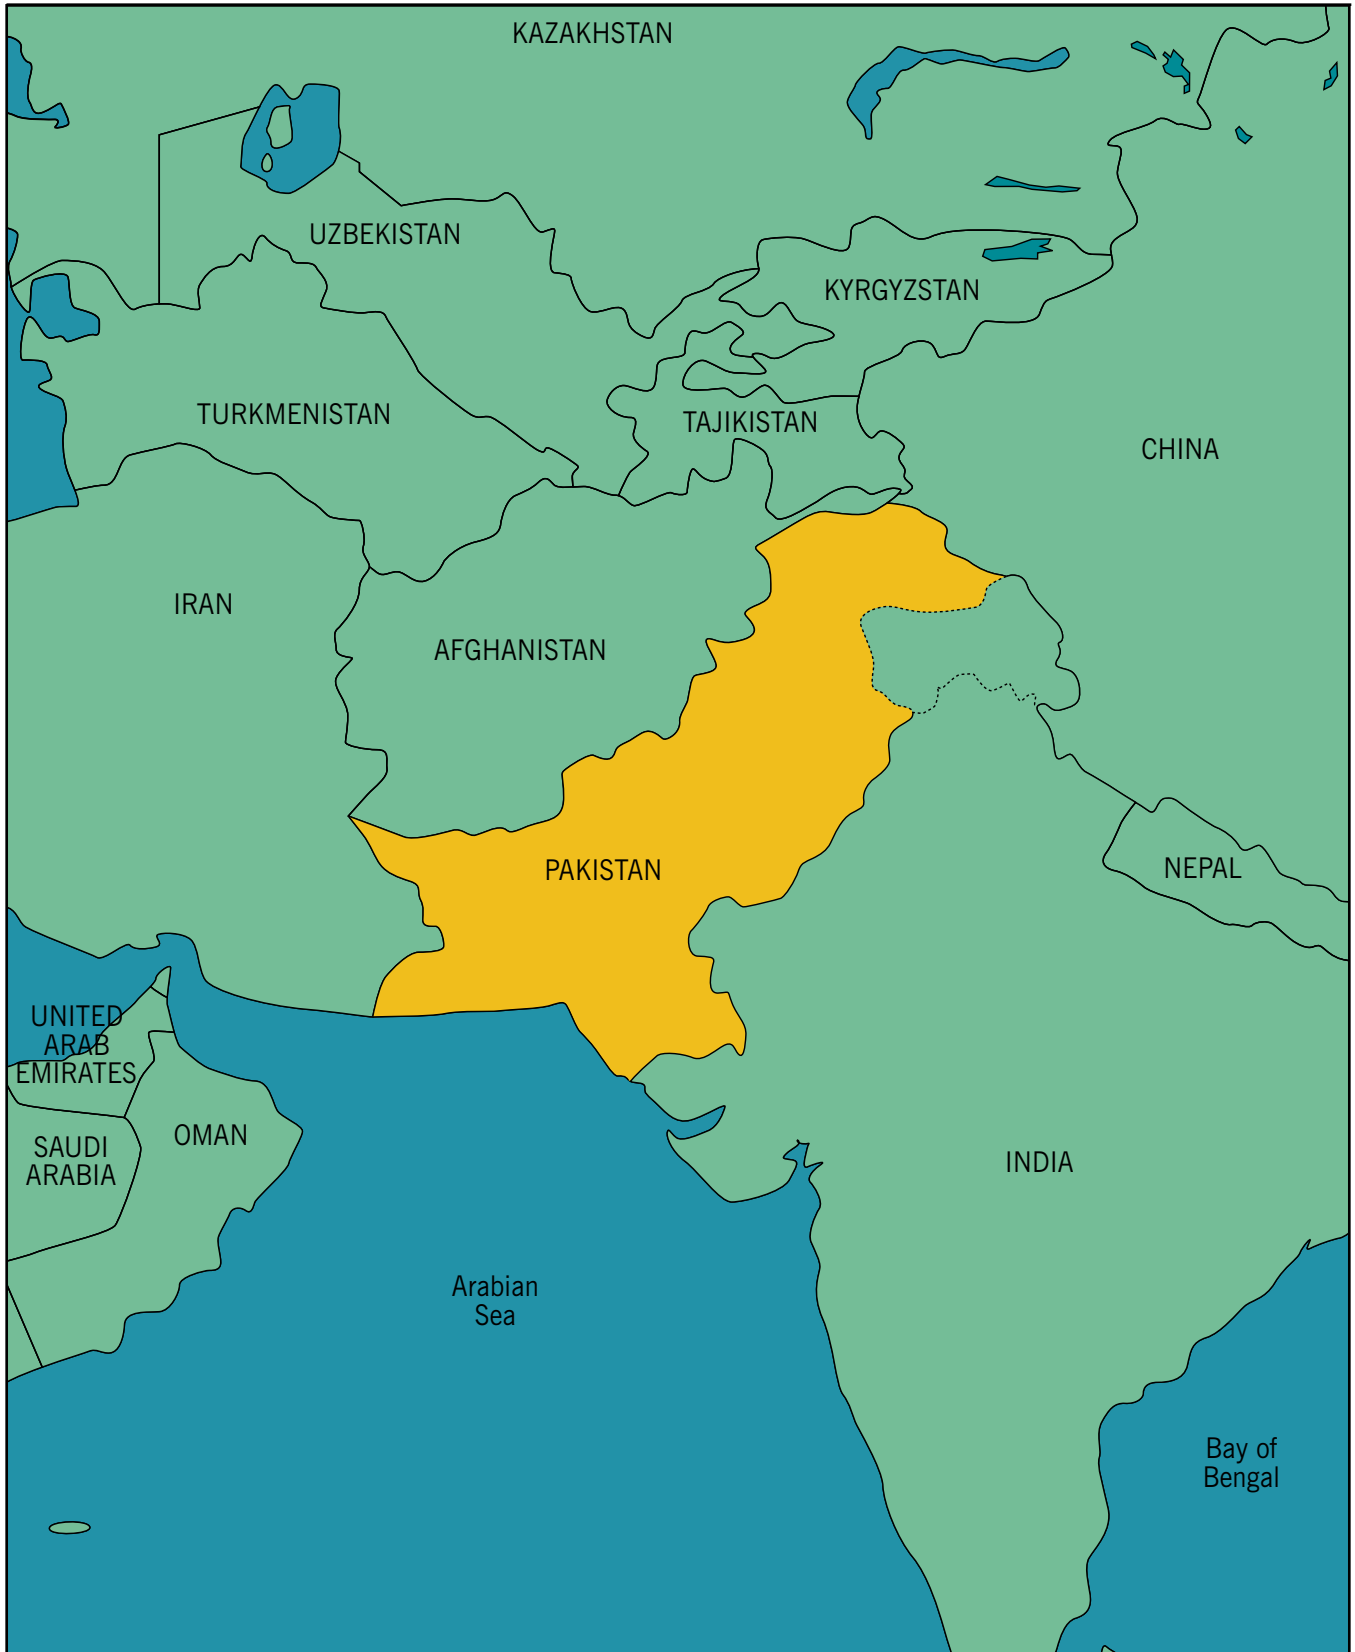 KAZAKHSTAN
UZBEKISTAN
KYRGYZSTAN
TURKMENISTAN
TAJIKISTAN
CHINA
IRAN
AFGHANISTAN
PAKISTAN
NEPAL
UNITED
ARAB
EMIRATES
OMAN
SAUDI
ARABIA
INDIA
Arabian
Sea
Bay of
Bengal